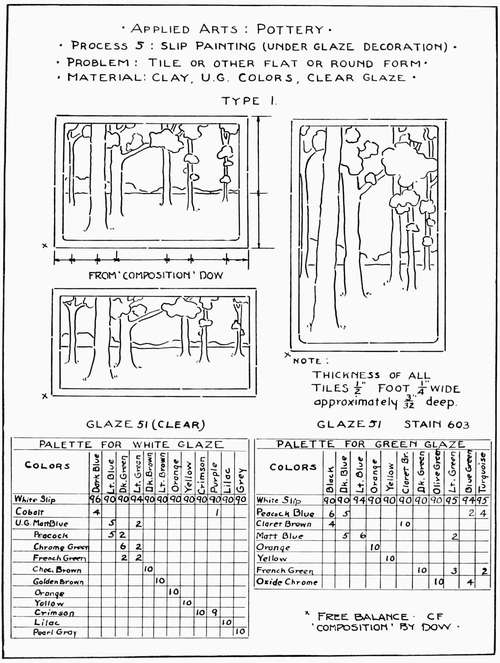 · APPLIED ARTS : POTTERY ·
· PROCESS 5 : SLIP PAINTING (UNDER GLAZE DECORATION) ·
· PROBLEM : TILE OR OTHER FLAT OR ROUND FORM ·
· MATERIAL: CLAY, U.G. COLORS, CLEAR GLAZE ·
TYPE I.
x
FROM 'COMPOSITION' DOW
x
x
NOTE :
THICKNESS OF ALL
TILES 1/2" FOOT 1/4" WIDE
approximately 3/32" deep.
GLAZE 51 (CLEAR)
PALETTE FOR WHITE GLAZE
COLORS Dark Blue Lt. Blue Dk. Green Lt. Green Dk. Brown Lt. Brown Orange Yellow Crimson Purple Lilac Grey
White Slip 96 90 90 94 90 90 90 90 90 90 90 90
Cobalt 4 1
U.G. Matt Blue 5 2
Peacock 5 2
Chrome Green 6 2
French Green 2 2
Choc. Brown 10
Golden Brown 10
Orange 10
Yellow 10
Crimson 10 9
Lilac 10
Pearl Gray 10
GLAZE 51 STAIN 603
PALETTE FOR GREEN GLAZE
COLORS Black Dk. Blue Lt. Blue Orange Yellow Claret Br. Dk. Green Olive Green Lt. Green Blue Green Turquoise
White Slip 90 90 94 90 90 90 90 90 95 94 95
Peacock Blue 6 5 2 4
Claret Brown 4 10
Matt Blue 5 6 2
Orange 10
Yellow 10
French Green 10 3 2
Oxide Chrome 10 4
x FREE BALANCE · CF
'COMPOSITION' BY DOW ·